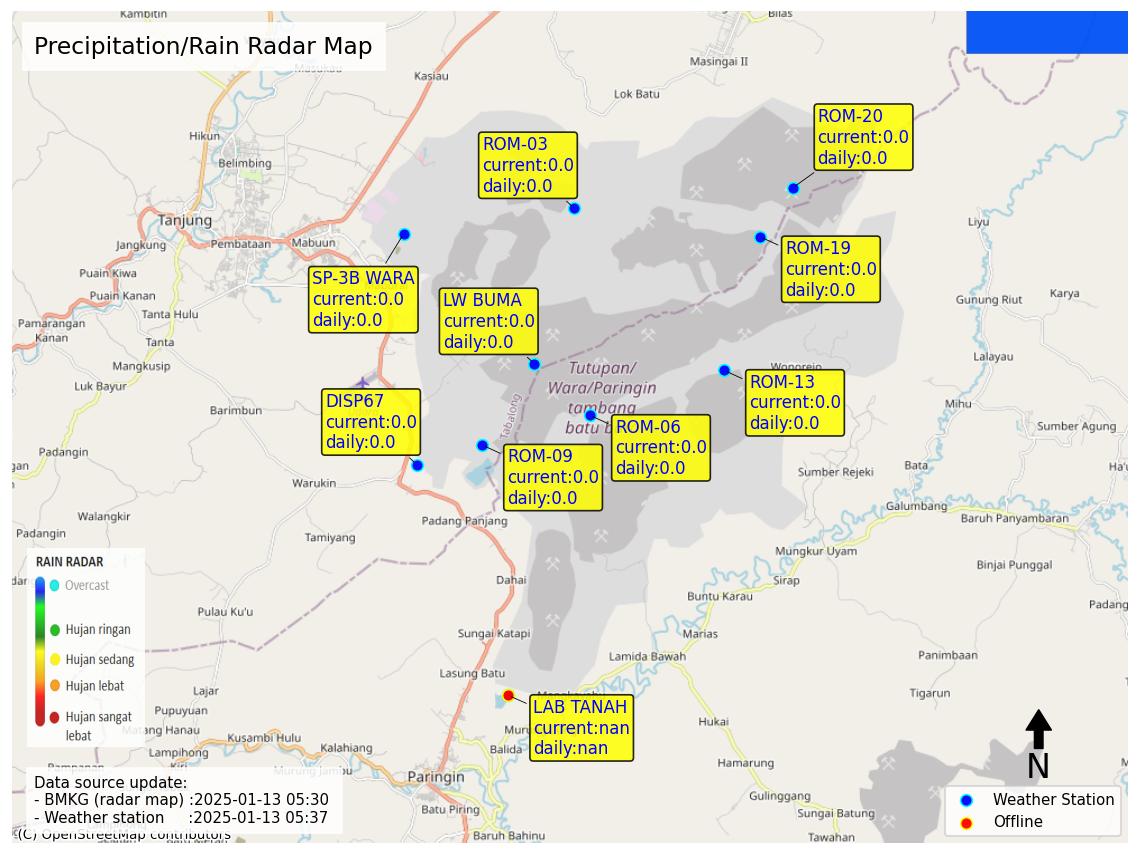 Kambitin
Bilas
Precipitation/Rain Radar Map
Masukau
Kasiau
Masingai II
Lok Batu
Hikun
Belimbing
ROM-03
current:0.0
daily:0.0
ROM-20
current:0.0
daily:0.0
Tanjung
Jangkung
Pembataan
Mabuun
Liyu
Puain Kiwa
Puain Kanan
SP-3B WARA
current:0.0
daily:0.0
LW BUMA
current:0.0
daily:0.0
ROM-19
current:0.0
daily:0.0
Gunung Riut
Karya
Tanta Hulu
Pamarangan
Kanan
Tanta
Mangkusip
Luk Bayur
Lalayau
Wonorejo
Tutupan/
Wara/Paringin
tambang
batu b
Tabalong
ROM-13
current:0.0
daily:0.0
DISP67
current:0.0
daily:0.0
ROM-06
current:0.0
daily:0.0
ROM-09
current:0.0
daily:0.0
Barimbun
Mihu
Sumber Agung
Padangin
gan
Ha
Warukin
Sumber Rejeki
Bata
Galumbang
Baruh Panyambaran
Walangkir
Padangin
Padang Panjang
Tamiyang
Mungkur Uyam
Binjai Punggal
Dahai
Sirap
Buntu Karau
Padang
RAIN RADAR
Overcast
Hujan ringan
Hujan sedang
Hujan lebat
Hujan sangat
lebat
dar
Pulau Ku'u
Sungai Katapi
Marias
Lamida Bawah
Panimbaan
Lasung Batu
Tigarun
Lajar
Pupuyuan
Matang Hanau
LAB TANAH
current:nan
daily:nan
Muru
Balida
Hukai
Kusambi Hulu
Lampihong
Kiri
Kalahiang
Murung Jambu
Pampanan
Paringin
Hamarung
M
Batu Piring
Gulinggang
Sungai Batung
Tawahan
Baruh Bahinu
N
Data source update:
- BMKG (radar map) :2025-01-13 05:30
- Weather station :2025-01-13 05:37
(C) OpenStreetMap contributors
Weather Station
Offline